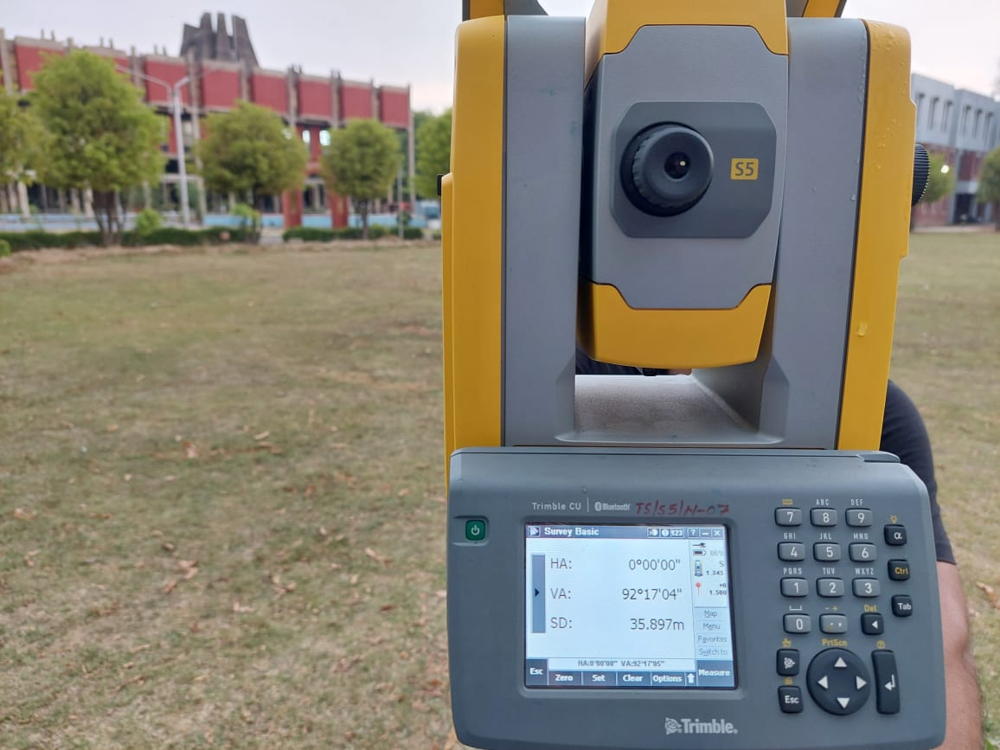 S5
Trimble CU | Bluetooth TS/S5/N-07
Survey Basic
123 ?
HA: 0°00'00"
VA: 92°17'04"
SD: 35.897m
86%
S
1.345
+0
1.500
Map
Menu
Favorites
Switch to
HA:0°00'00" VA:92°17'05"
Esc Zero Set Clear Options Measure
ABC DEF
7 8 9
α
GHI JKL MNO
4 5 6
Ctrl
PQRS TUV WXYZ
1 2 3
Tab
- +
Del
0 . ,
PrtScn
Esc
Trimble